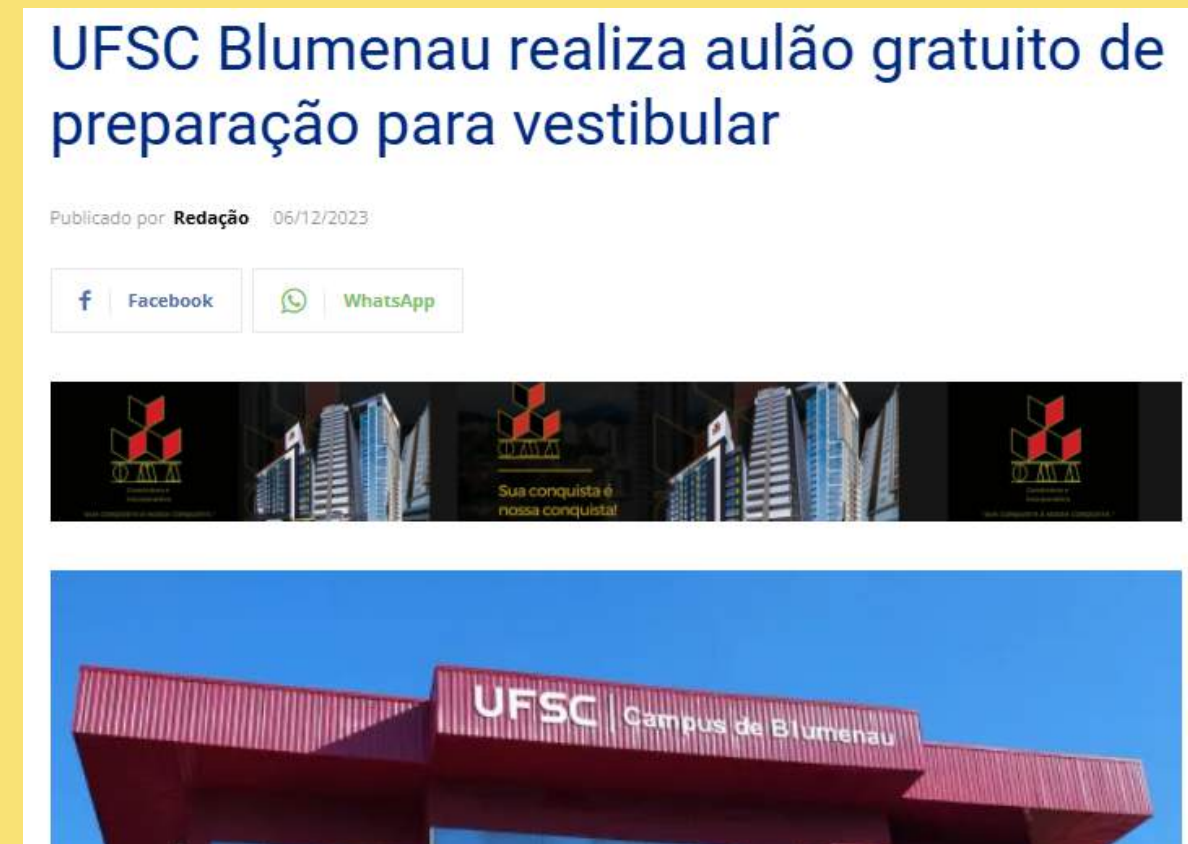 UFSC Blumenau realiza aulão gratuito de
preparação para vestibular
Publicado por Redação 06/12/2023
Facebook
WhatsApp
Sua conquista é
nossa conquista!
UFSC Campus de Blumenau